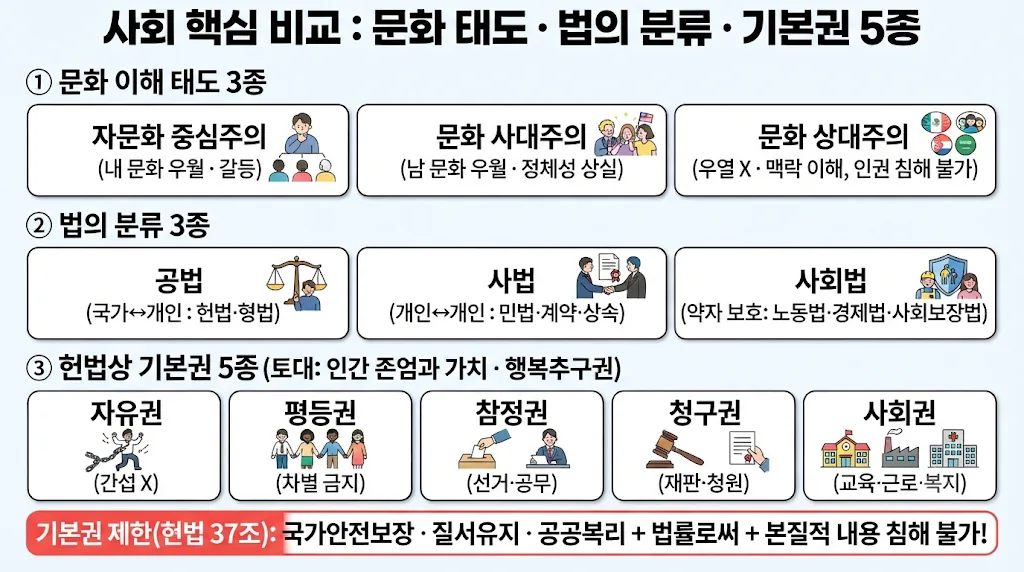 사회 핵심 비교 : 문화 태도 · 법의 분류 · 기본권 5종
① 문화 이해 태도 3종
자문화 중심주의
(내 문화 우월 · 갈등)
문화 사대주의
(남 문화 우월 · 정체성 상실)
문화 상대주의
(우열 X · 맥락 이해, 인권 침해 불가)
② 법의 분류 3종
공법
(국가↔개인 : 헌법·형법)
사법
(개인↔개인 : 민법·계약·상속)
사회법
(약자 보호: 노동법·경제법·사회보장법)
③ 헌법상 기본권 5종 (토대: 인간 존엄과 가치 · 행복추구권)
자유권
(간섭 X)
평등권
(차별 금지)
참정권
(선거·공무)
청구권
(재판·청원)
사회권
(교육·근로·복지)
기본권 제한(헌법 37조): 국가안전보장 · 질서유지 · 공공복리 + 법률로써 + 본질적 내용 침해 불가!